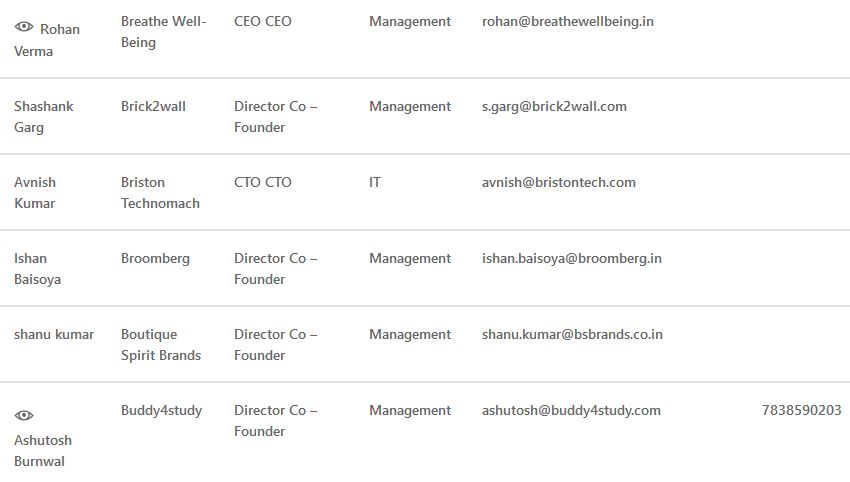 Rohan Verma Breathe Well-Being CEO CEO Management rohan@breathewellbeing.in
Shashank Garg Brick2wall Director Co – Founder Management s.garg@brick2wall.com
Avnish Kumar Briston Technomach CTO CTO IT avnish@bristontech.com
Ishan Baisoya Broomberg Director Co – Founder Management ishan.baisoya@broomberg.in
shanu kumar Boutique Spirit Brands Director Co – Founder Management shanu.kumar@bsbrands.co.in
Ashutosh Burnwal Buddy4study Director Co – Founder Management ashutosh@buddy4study.com 7838590203